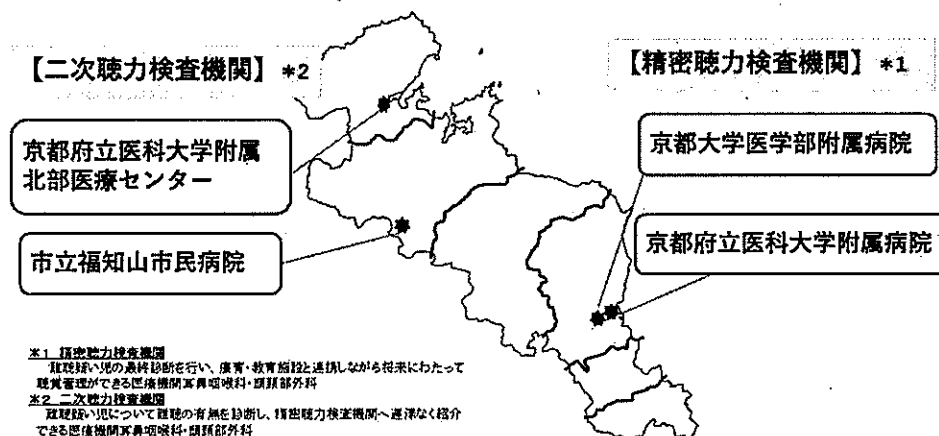 【二次聴力検査機関】 *2
【精密聴力検査機関】 *1
京都府立医科大学附属
北部医療センター
市立福知山市民病院
京都大学医学部附属病院
京都府立医科大学附属病院
*1 精密聴力検査機関
難聴疑い児の最終診断を行い、療育・教育施設と連携しながら将来にわたって
聴覚管理ができる医療機関耳鼻咽喉科・頭頸部外科
*2 二次聴力検査機関
難聴疑い児について難聴の有無を診断し、精密聴力検査機関へ遅滞なく紹介
できる医療機関耳鼻咽喉科・頭頸部外科